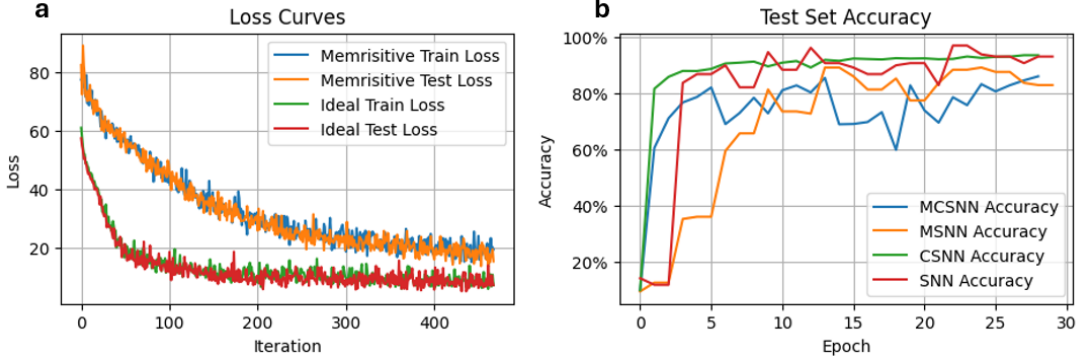 a
Loss Curves
80
60
40
20
Loss
0
100
200
300
400
Iteration
Memrisitive Train Loss
Memrisitive Test Loss
Ideal Train Loss
Ideal Test Loss
b
Test Set Accuracy
100%
80%
60%
40%
20%
Accuracy
0
5
10
15
20
25
30
Epoch
MCSNN Accuracy
MSNN Accuracy
CSNN Accuracy
SNN Accuracy